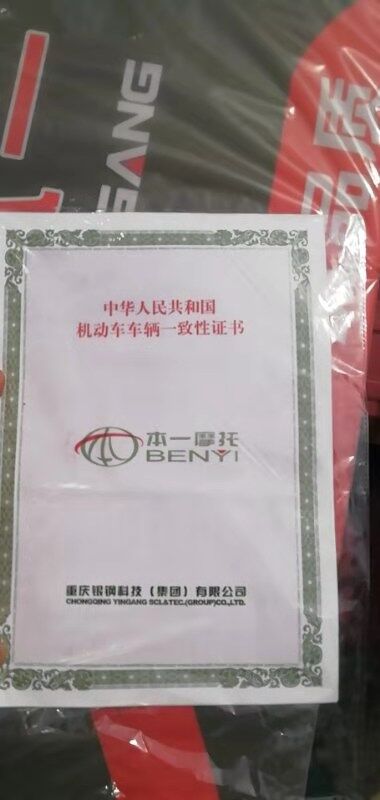 品质
中华人民共和国
机动车车辆一致性证书
本一摩托
BENYI
重庆银钢科技（集团）有限公司
CHONGQING YINGANG SCI.&TEC.(GROUP)CO.,LTD.